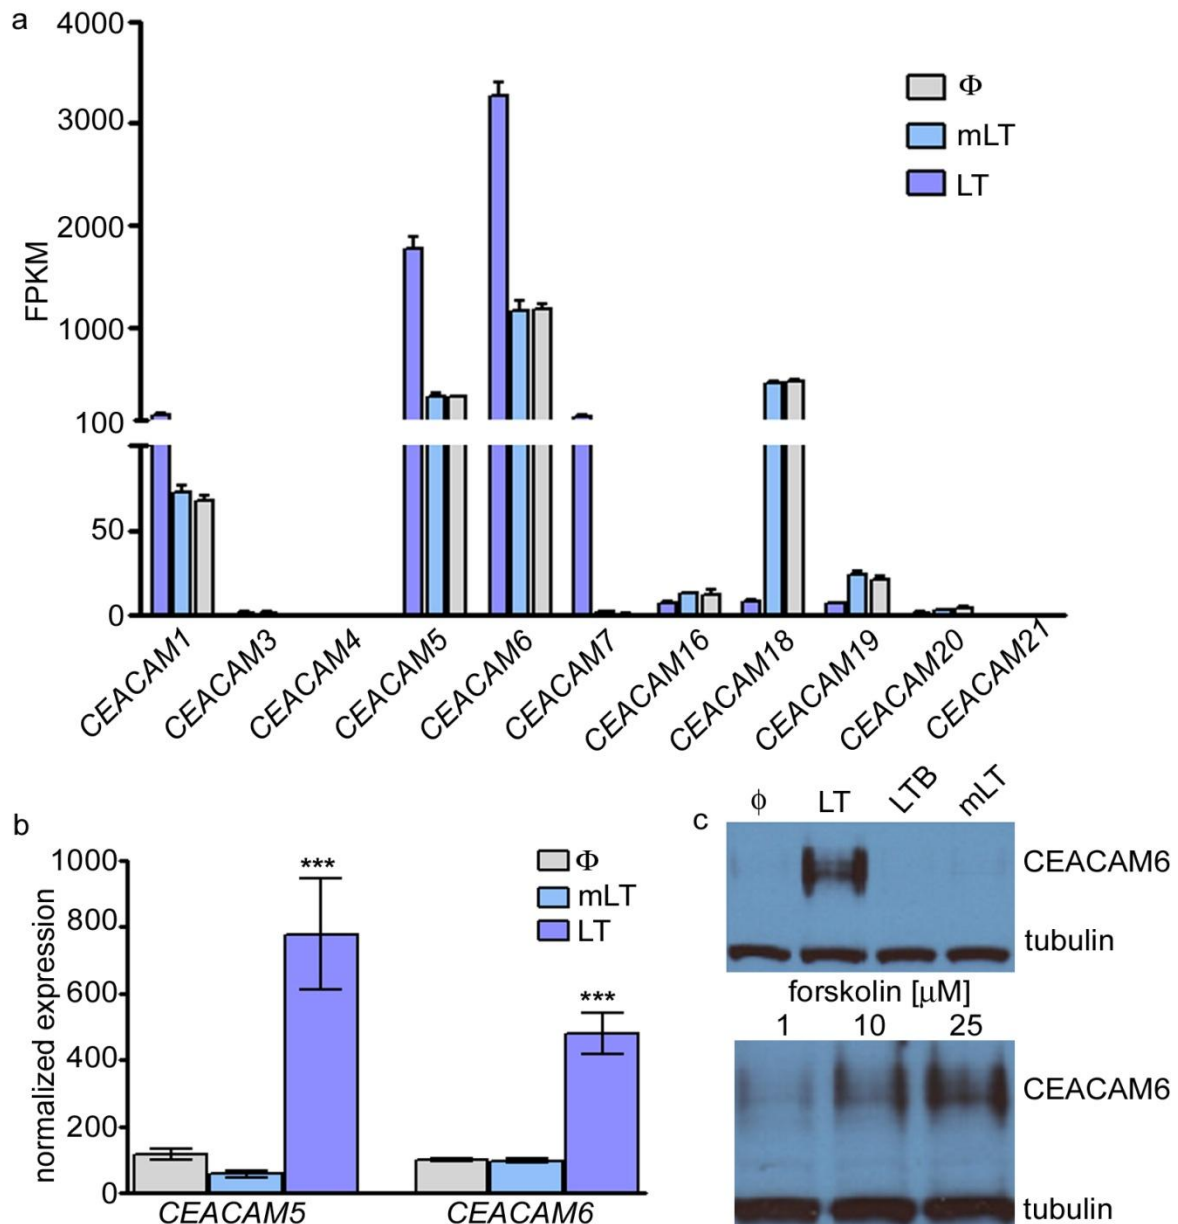 a
4000
3000
2000
1000
100
50
0
FPKM
Φ
mLT
LT
CEACAM1
CEACAM3
CEACAM4
CEACAM5
CEACAM6
CEACAM7
CEACAM16
CEACAM18
CEACAM19
CEACAM20
CEACAM21
b
1000
800
600
400
200
0
normalized expression
***
***
Φ
mLT
LT
CEACAM5 CEACAM6
c
ϕ LT LTB mLT
CEACAM6
tubulin
forskolin [μM]
1 10 25
CEACAM6
tubulin